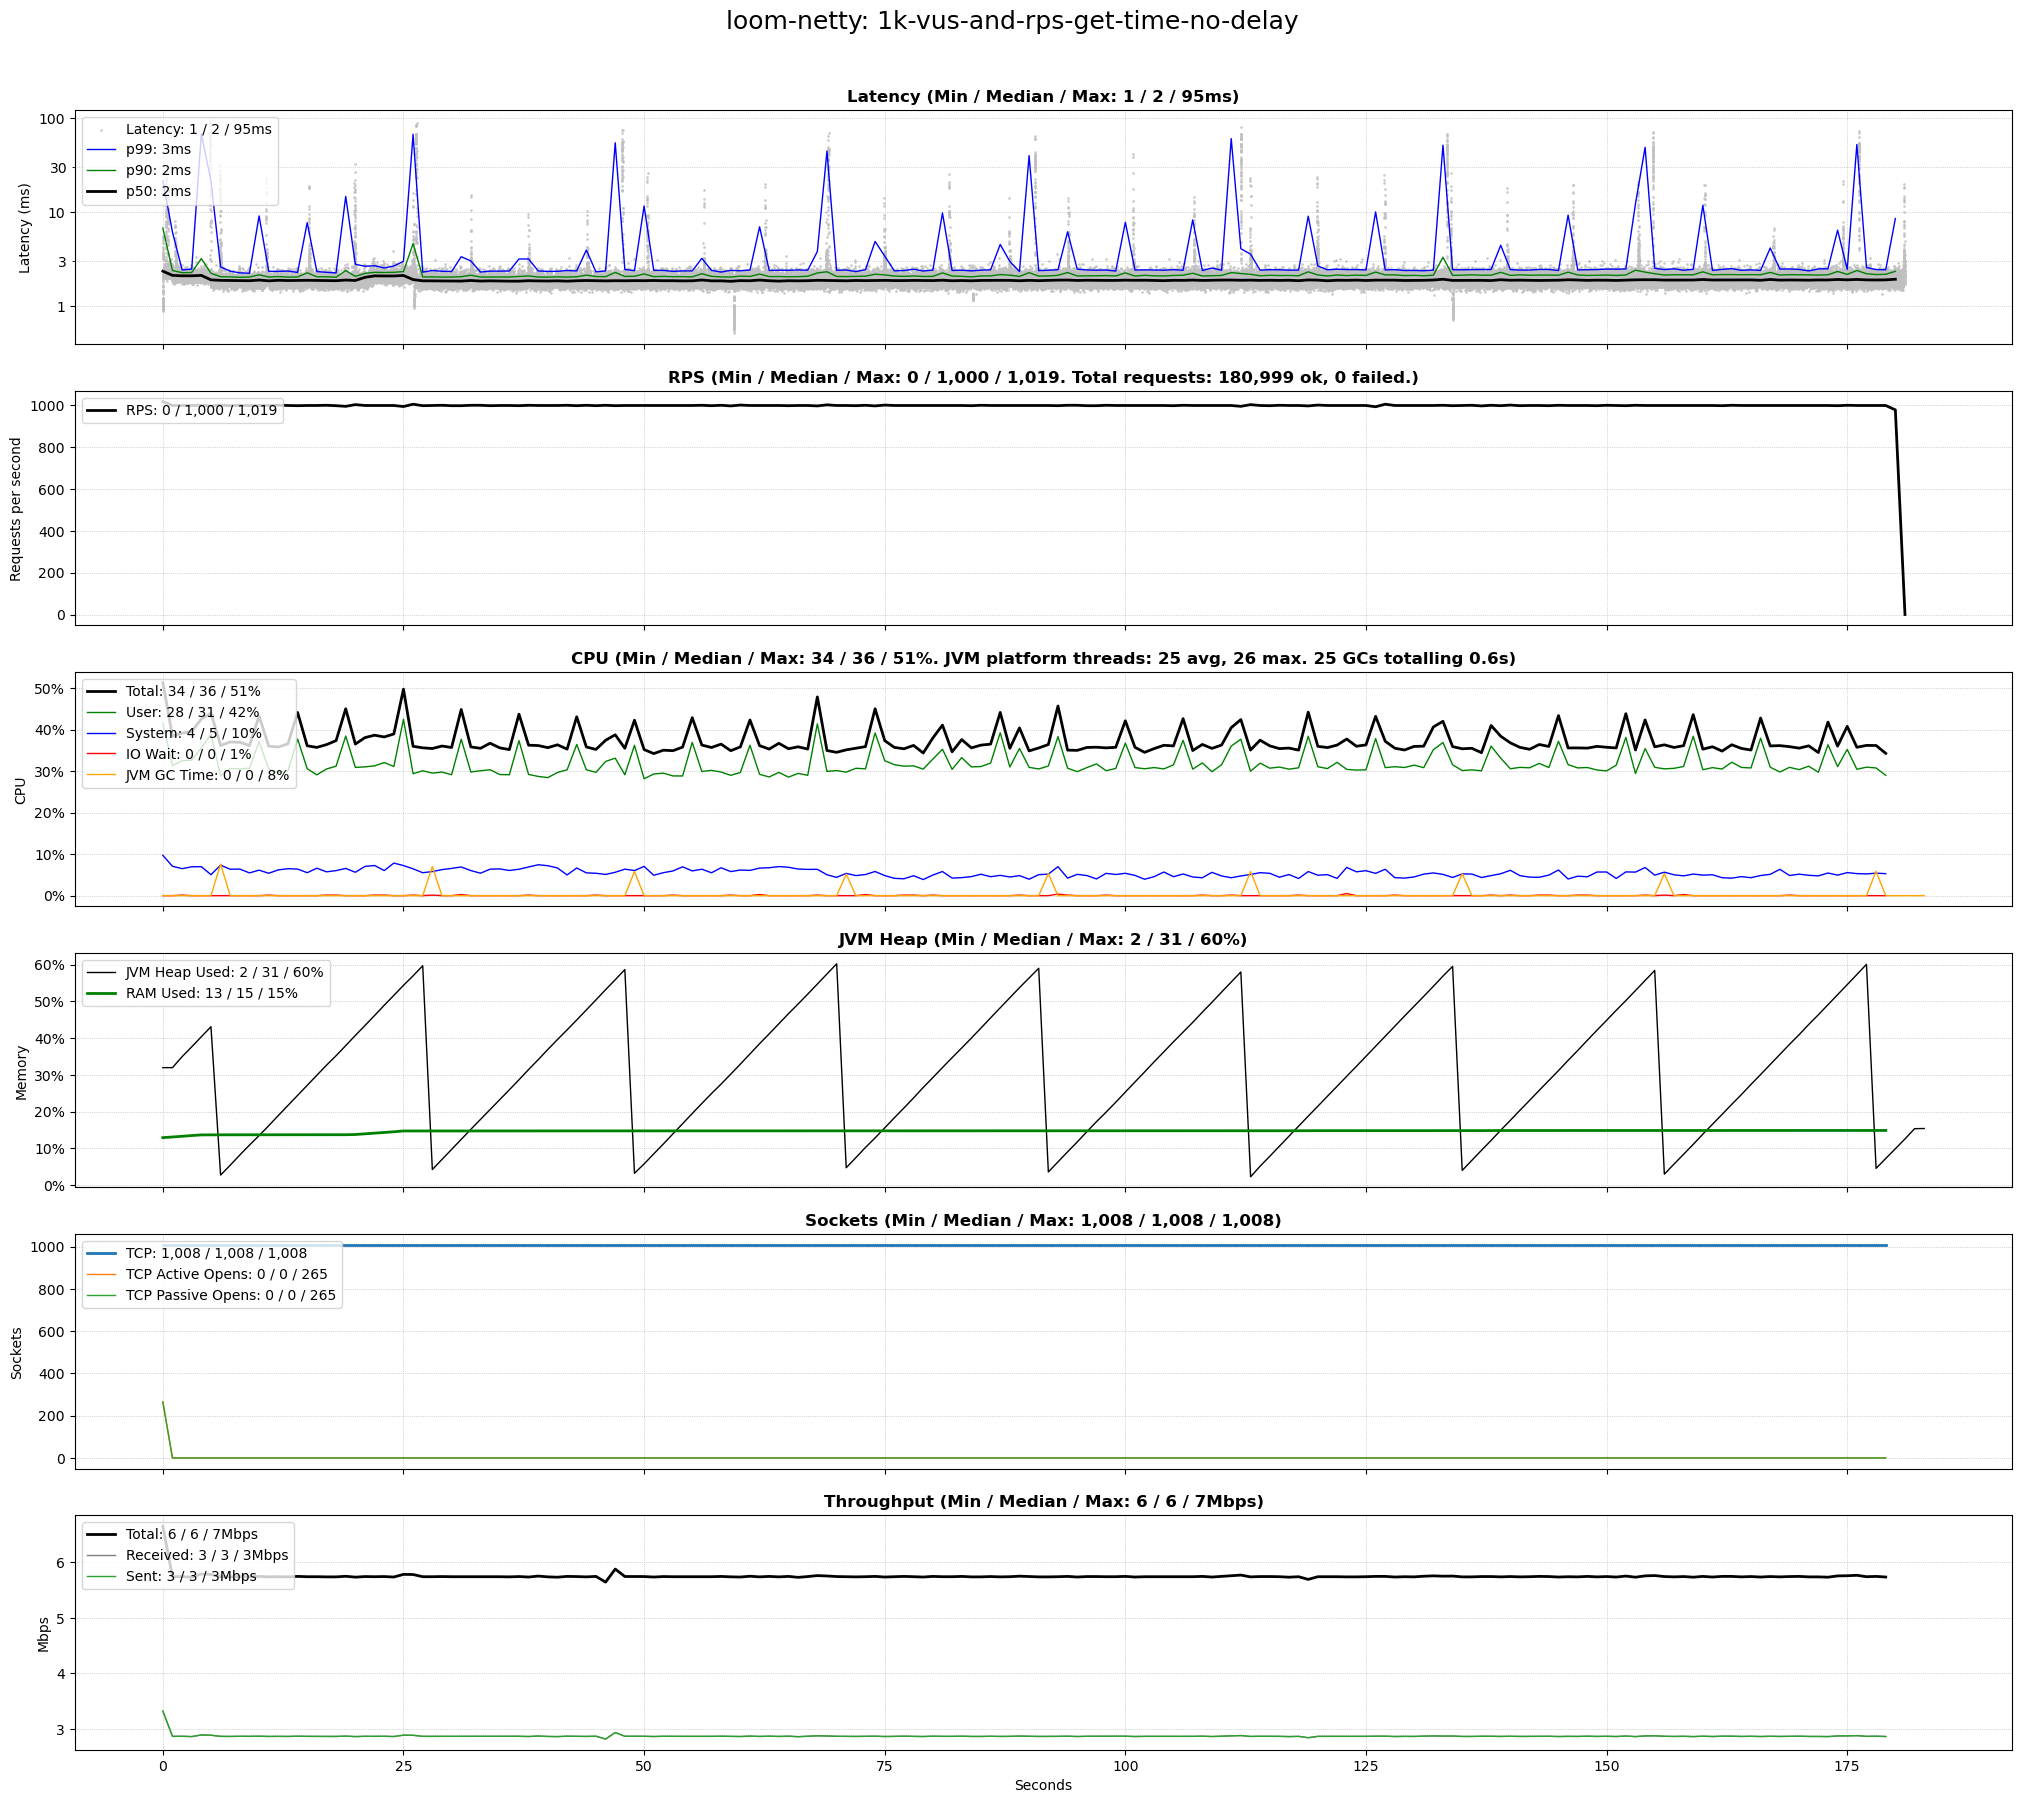 loom-netty: 1k-vus-and-rps-get-time-no-delay
Latency (Min / Median / Max: 1 / 2 / 95ms)
Latency (ms)
100
30
10
3
1
Latency: 1 / 2 / 95ms
p99: 3ms
p90: 2ms
p50: 2ms
RPS (Min / Median / Max: 0 / 1,000 / 1,019. Total requests: 180,999 ok, 0 failed.)
Requests per second
1000
800
600
400
200
0
RPS: 0 / 1,000 / 1,019
CPU (Min / Median / Max: 34 / 36 / 51%. JVM platform threads: 25 avg, 26 max. 25 GCs totalling 0.6s)
CPU
50%
40%
30%
20%
10%
0%
Total: 34 / 36 / 51%
User: 28 / 31 / 42%
System: 4 / 5 / 10%
IO Wait: 0 / 0 / 1%
JVM GC Time: 0 / 0 / 8%
JVM Heap (Min / Median / Max: 2 / 31 / 60%)
Memory
60%
50%
40%
30%
20%
10%
0%
JVM Heap Used: 2 / 31 / 60%
RAM Used: 13 / 15 / 15%
Sockets (Min / Median / Max: 1,008 / 1,008 / 1,008)
Sockets
1000
800
600
400
200
0
TCP: 1,008 / 1,008 / 1,008
TCP Active Opens: 0 / 0 / 265
TCP Passive Opens: 0 / 0 / 265
Throughput (Min / Median / Max: 6 / 6 / 7Mbps)
Mbps
6
5
4
3
Total: 6 / 6 / 7Mbps
Received: 3 / 3 / 3Mbps
Sent: 3 / 3 / 3Mbps
0 25 50 75 100 125 150 175
Seconds